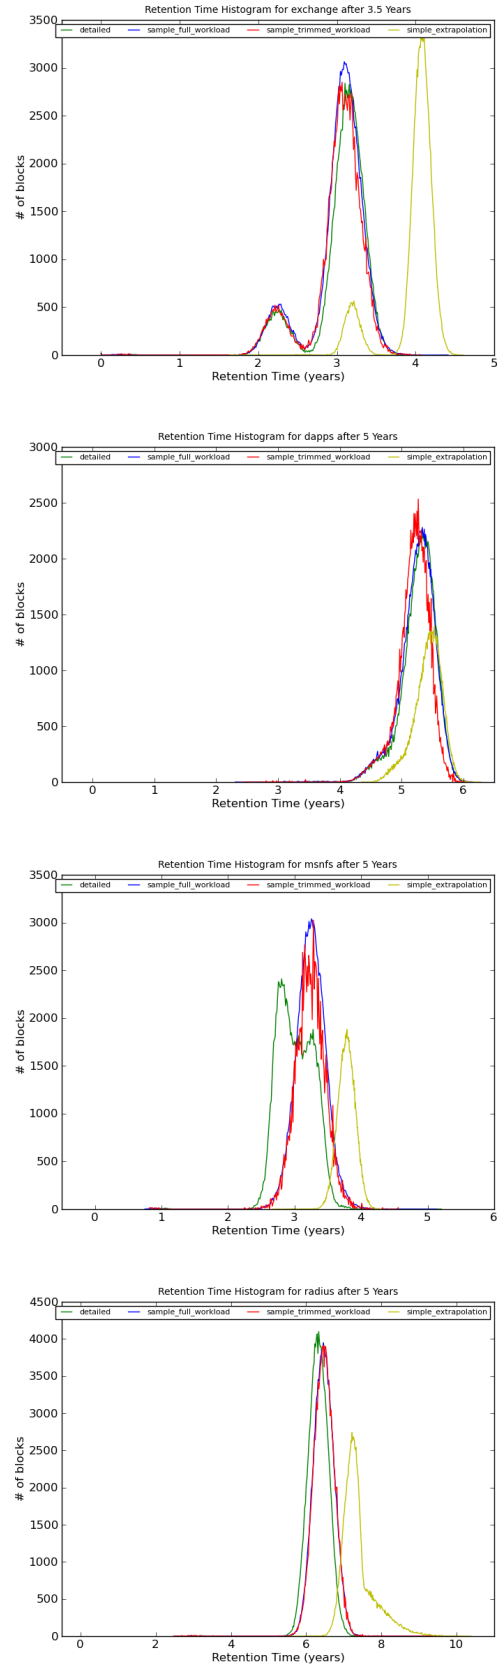 Retention Time Histogram for exchange after 3.5 Years
detailed sample_full_workload sample_trimmed_workload simple_extrapolation
3500
3000
2500
2000
1500
1000
500
0
# of blocks
0 1 2 3 4 5
Retention Time (years)
Retention Time Histogram for dapps after 5 Years
detailed sample_full_workload sample_trimmed_workload simple_extrapolation
3000
2500
2000
1500
1000
500
0
# of blocks
0 1 2 3 4 5 6
Retention Time (years)
Retention Time Histogram for msnfs after 5 Years
detailed sample_full_workload sample_trimmed_workload simple_extrapolation
3500
3000
2500
2000
1500
1000
500
0
# of blocks
0 1 2 3 4 5 6
Retention Time (years)
Retention Time Histogram for radius after 5 Years
detailed sample_full_workload sample_trimmed_workload simple_extrapolation
4500
4000
3500
3000
2500
2000
1500
1000
500
0
# of blocks
0 2 4 6 8 10
Retention Time (years)